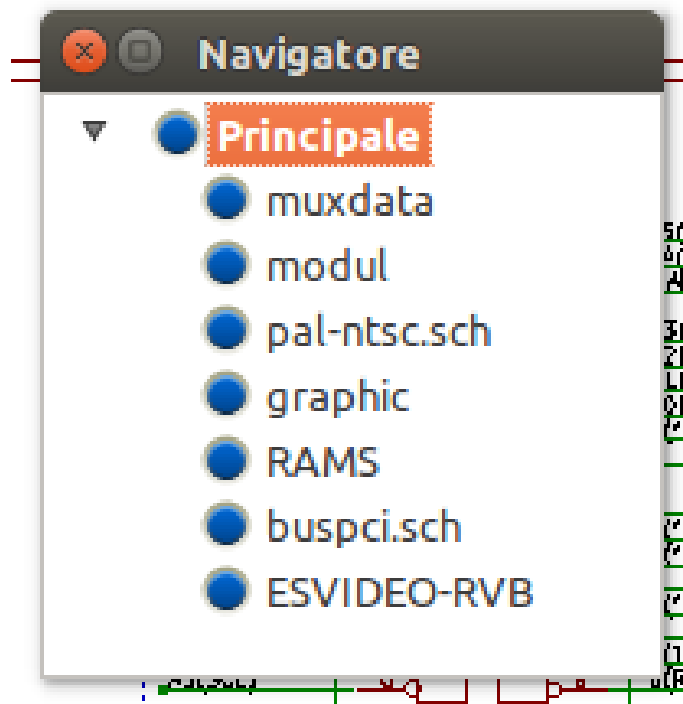 Navigatore
Principale
muxdata
modul
pal-ntsc.sch
graphic
RAMS
buspci.sch
ESVIDEO-RVB